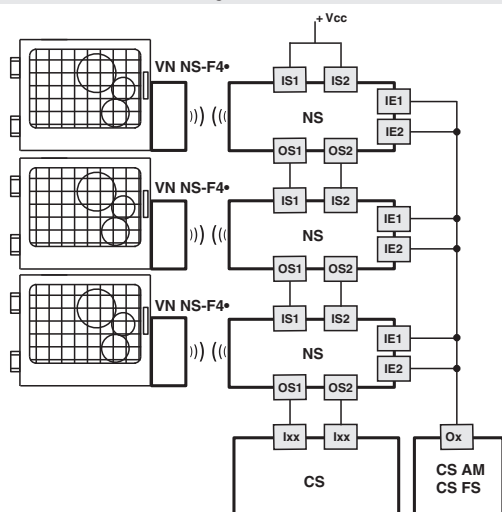 + Vcc
VN NS-F4•
IS1 IS2
NS
IE1
IE2
OS1 OS2
VN NS-F4•
IS1 IS2
NS
IE1
IE2
OS1 OS2
VN NS-F4•
IS1 IS2
NS
IE1
IE2
OS1 OS2
Ixx Ixx
CS
Ox
CS AM
CS FS